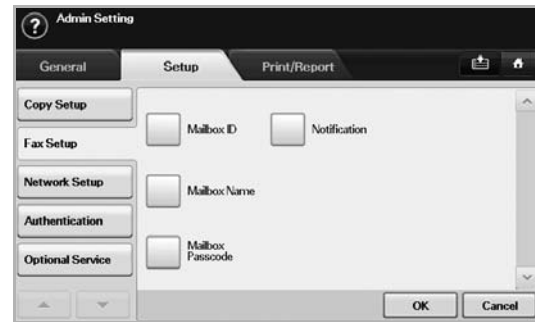 ? Admin Setting
General Setup Print/Report
Copy Setup
Mailbox ID Notification
Fax Setup
Network Setup
Mailbox Name
Authentication
Mailbox
Passcode
Optional Service
OK Cancel